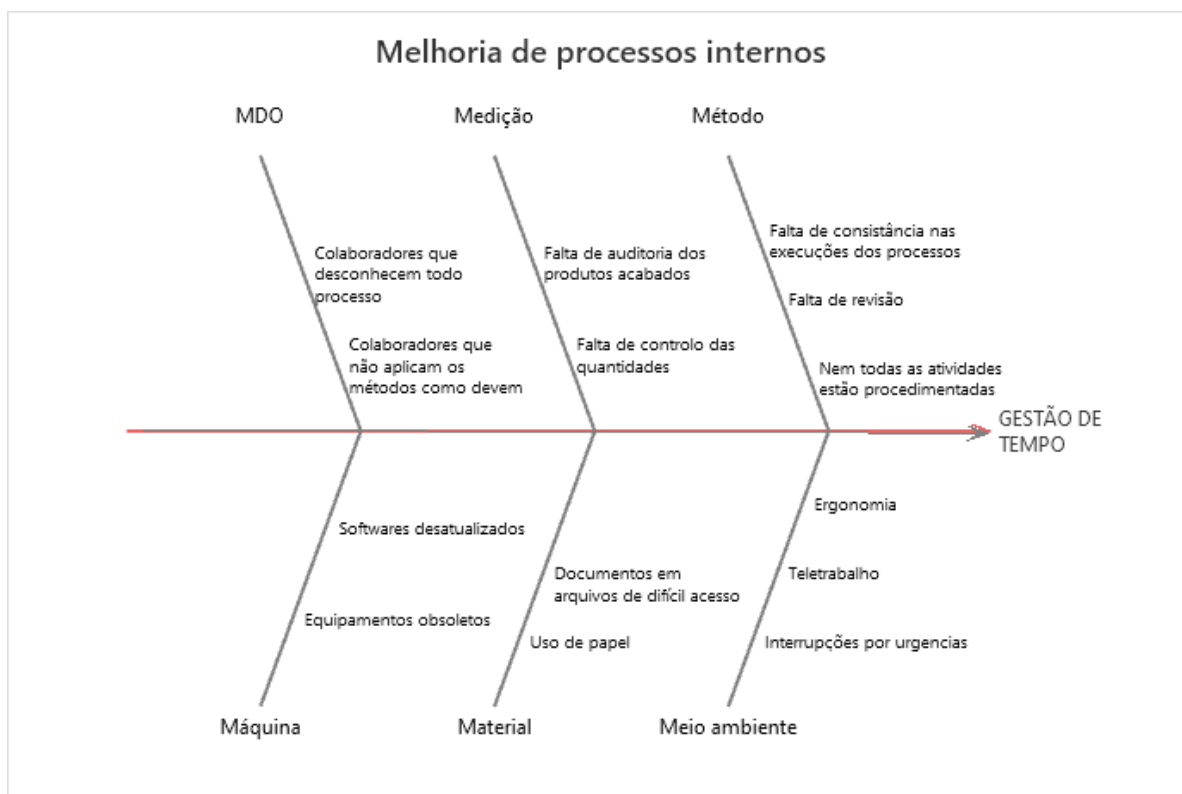 Melhoria de processos internos
MDO
Medição
Método
Colaboradores que
desconhecem todo
processo
Colaboradores que
não aplicam os
métodos como devem
Falta de auditoria dos
produtos acabados
Falta de controlo das
quantidades
Falta de consistância nas
execuções dos processos
Falta de revisão
Nem todas as atividades
estão procedimentadas
GESTÃO DE
TEMPO
Softwares desatualizados
Equipamentos obsoletos
Documentos em
arquivos de difícil acesso
Uso de papel
Ergonomia
Teletrabalho
Interrupções por urgencias
Máquina
Material
Meio ambiente